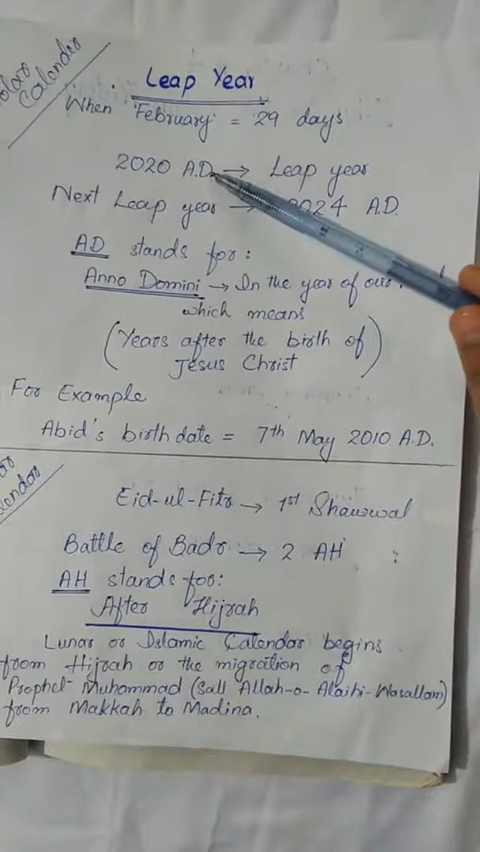 Calendar
Leap Year
When February = 29 days
2020 A.D. → Leap year
Next Leap year → 2024 A.D.
AD stands for:
Anno Domini → In the year of our
which means
(Years after the birth of
Jesus Christ)
For Example
Abid's birth date = 7th May 2010 A.D.
Eid-ul-Fitr → 1st Shawwal
Battle of Badr → 2 AH :
AH stands for:
After Hijrah
Lunar or Islamic Calendar begins
from Hijrah or the migration of
Prophet Muhammad (Sall Allah-o-Alaihi-Wasallam)
from Makkah to Madina.